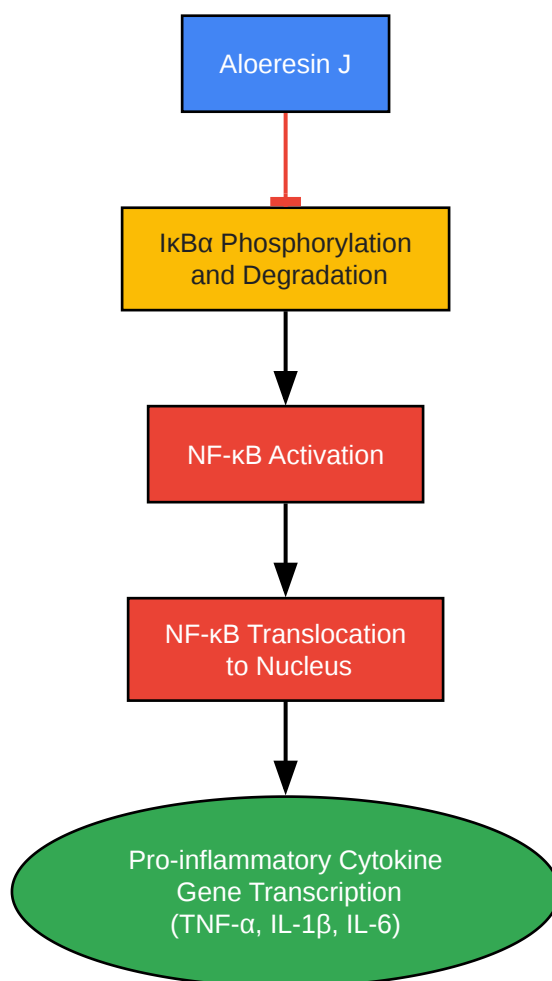 Aloeresin J
IκBα Phosphorylation
and Degradation
NF-κB Activation
NF-κB Translocation
to Nucleus
Pro-inflammatory Cytokine
Gene Transcription
(TNF-α, IL-1β, IL-6)